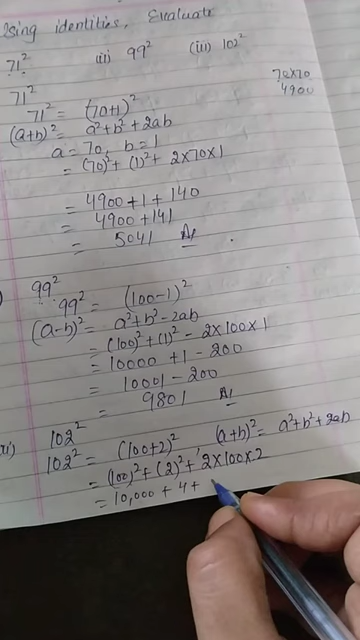 Using identities, Evaluate
71² (ii) 99² (iii) 102²
70×70
4900
71²
71² = (70+1)²
(a+b)² = a²+b²+2ab
a = 70, b = 1
= (70)² + (1)² + 2×70×1
= 4900 + 1 + 140
= 4900 + 141
= 5041
99²
99² = (100-1)²
(a-b)² = a²+b²-2ab
= (100)² + (1)² - 2×100×1
= 10000 + 1 - 200
= 10001 - 200
= 9801
102²
102² = (100+2)² (a+b)² = a²+b²+2ab
= (100)² + (2)² + 2×100×2
= 10,000 + 4 +